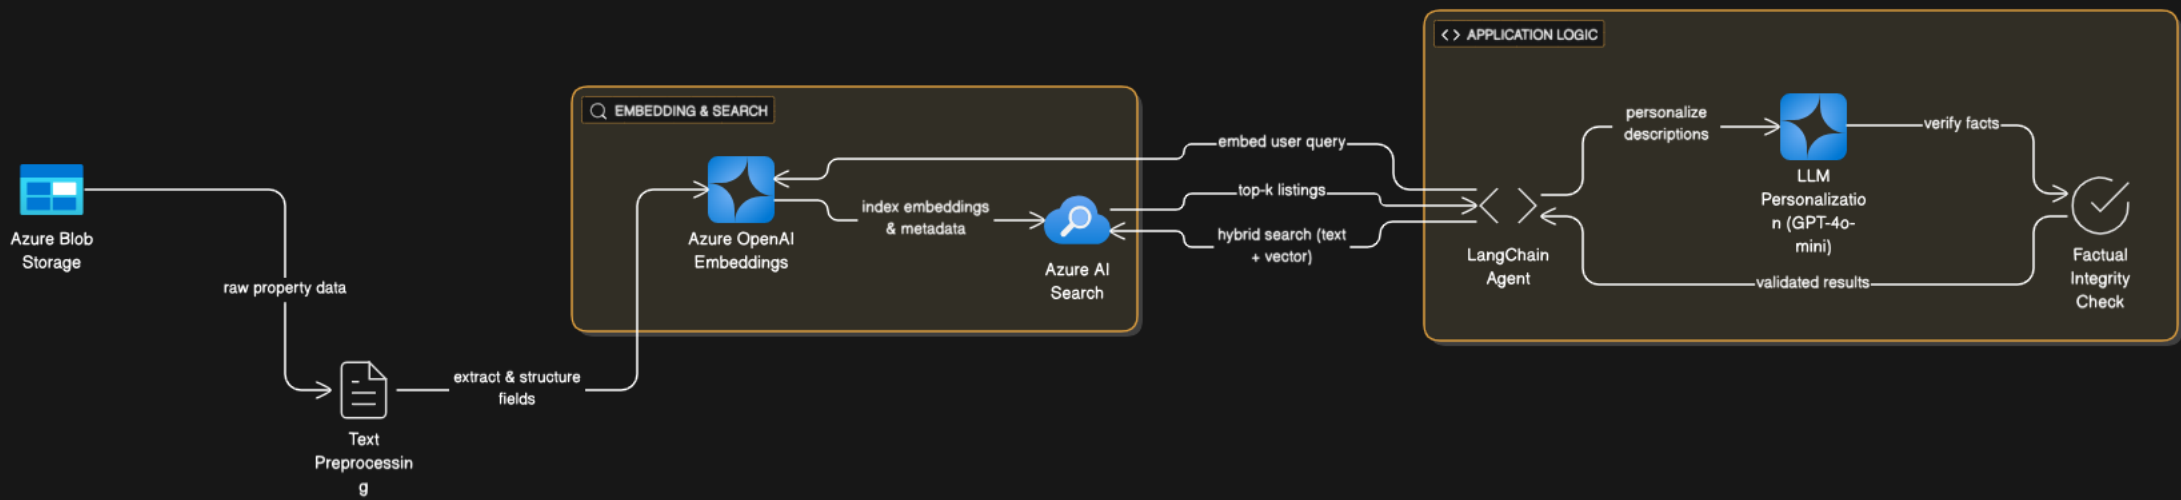 Azure Blob
Storage
raw property data
Text
Preprocessin
g
extract & structure
fields
EMBEDDING & SEARCH
Azure OpenAI
Embeddings
index embeddings
& metadata
Azure AI
Search
embed user query
top-k listings
hybrid search (text
+ vector)
<> APPLICATION LOGIC
LangChain
Agent
personalize
descriptions
LLM
Personalizatio
n (GPT-4o-
mini)
verify facts
Factual
Integrity
Check
validated results